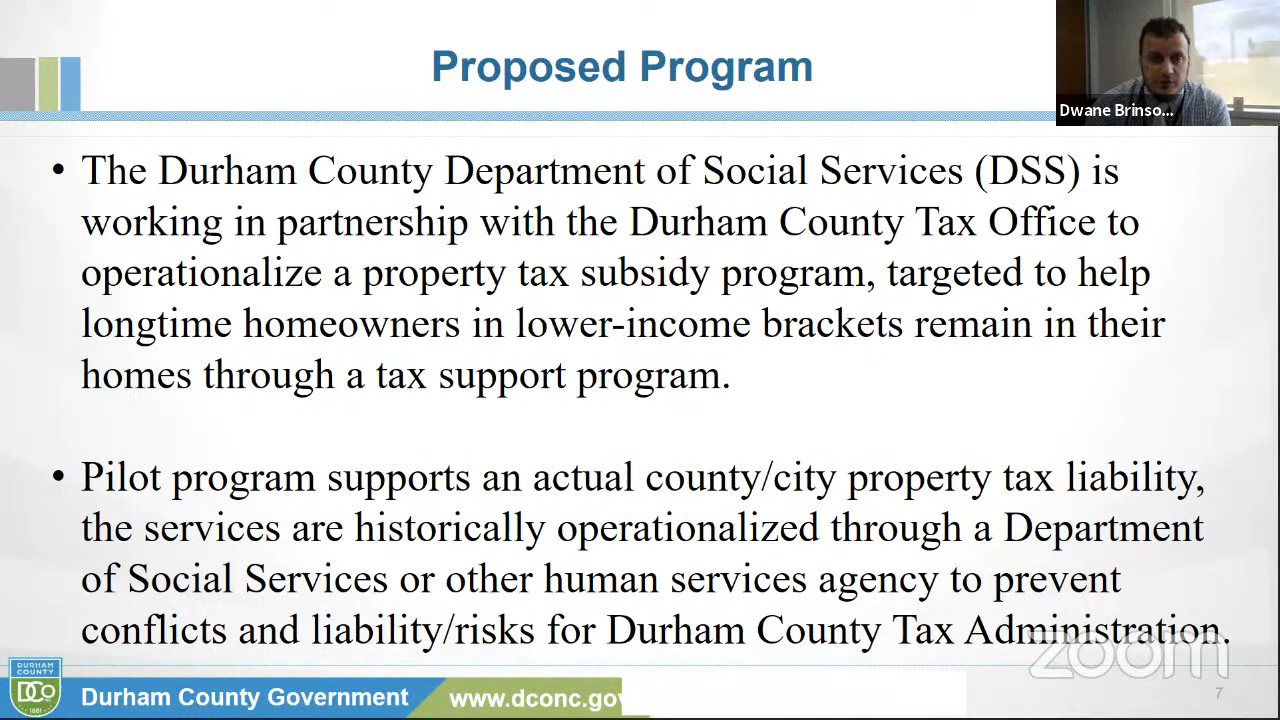 Proposed Program
Dwane Brinso...
• The Durham County Department of Social Services (DSS) is
working in partnership with the Durham County Tax Office to
operationalize a property tax subsidy program, targeted to help
longtime homeowners in lower-income brackets remain in their
homes through a tax support program.
• Pilot program supports an actual county/city property tax liability,
the services are historically operationalized through a Department
of Social Services or other human services agency to prevent
conflicts and liability/risks for Durham County Tax Administration.
zoom
DURHAM
COUNTY
DCo
1881
Durham County Government
www.dconc.gov
7